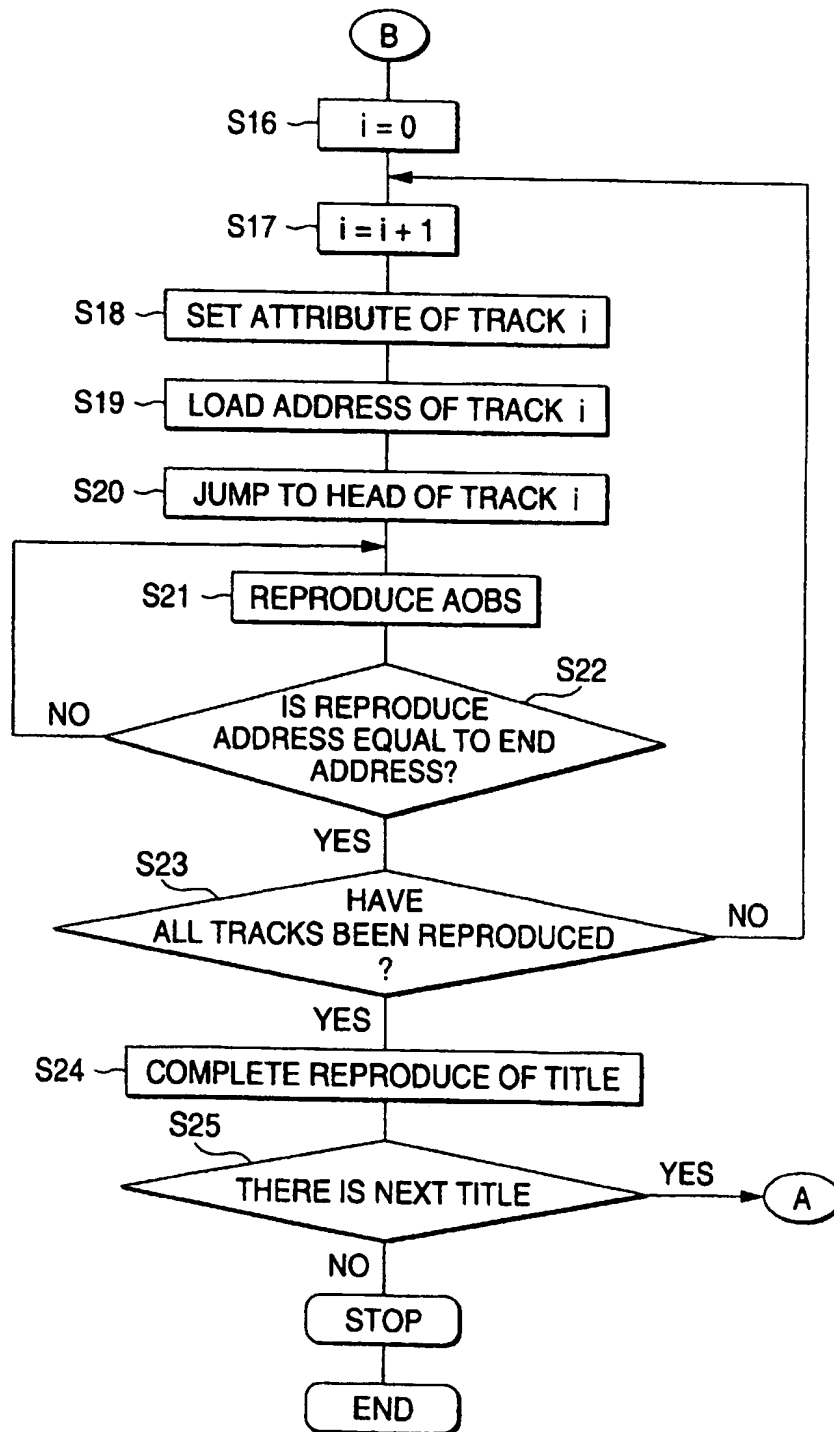 B
S16
i = 0
S17
i = i + 1
S18
SET ATTRIBUTE OF TRACK i
S19
LOAD ADDRESS OF TRACK i
S20
JUMP TO HEAD OF TRACK i
S21
REPRODUCE AOBS
S22
IS REPRODUCE
ADDRESS EQUAL TO END
ADDRESS?
NO
YES
S23
HAVE
ALL TRACKS BEEN REPRODUCED
?
NO
YES
S24
COMPLETE REPRODUCE OF TITLE
S25
THERE IS NEXT TITLE
YES
A
NO
STOP
END